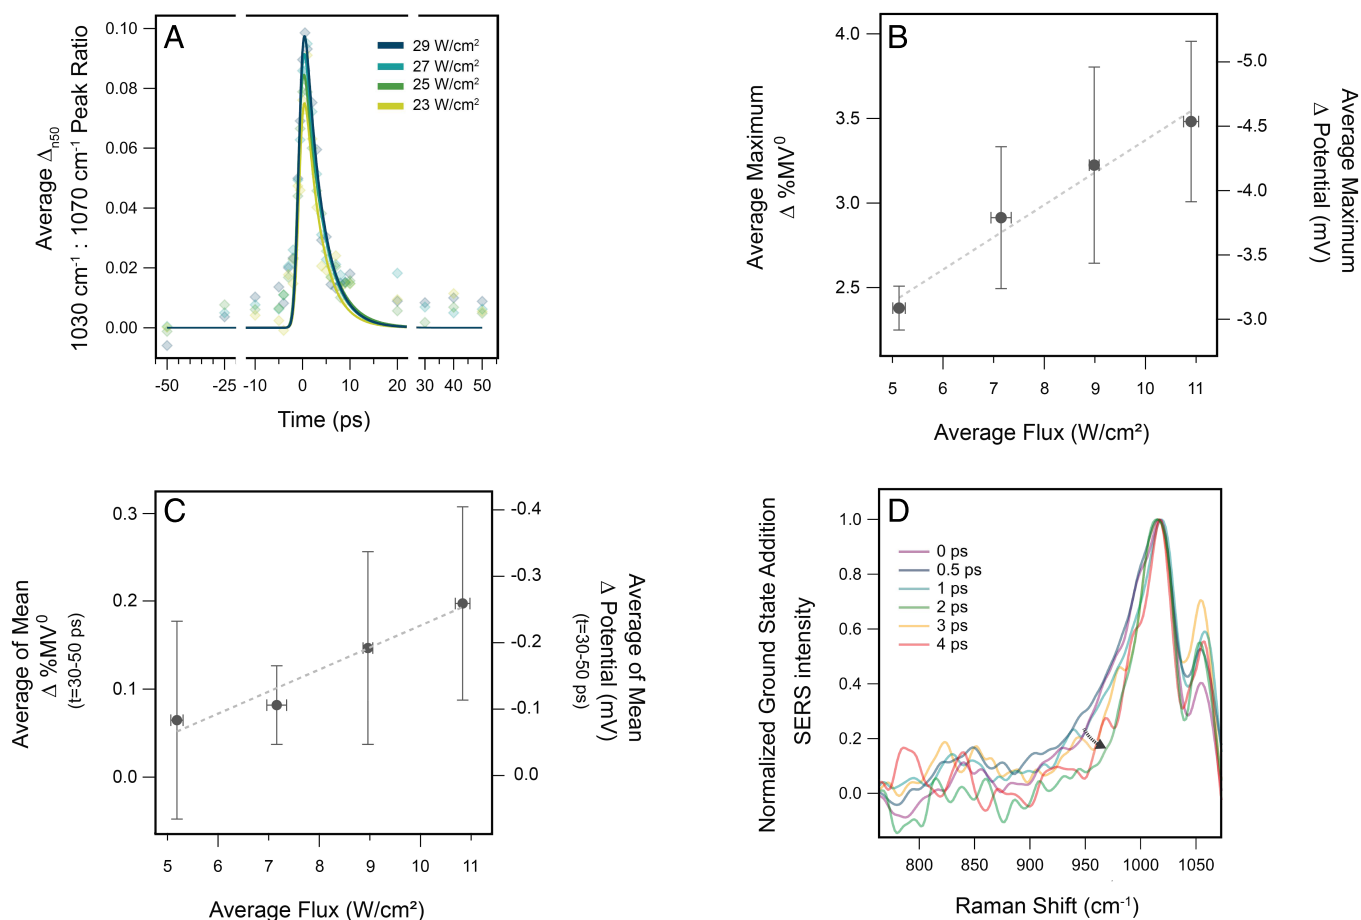 A
0.10
0.08
0.06
0.04
0.02
0.00
Average Δn50
1030 cm⁻¹ : 1070 cm⁻¹ Peak Ratio
29 W/cm²
27 W/cm²
25 W/cm²
23 W/cm²
-50 -25 -10 0 10 20 30 40 50
Time (ps)
B
4.0
3.5
3.0
2.5
Average Maximum
Δ %MV⁰
-5.0
-4.5
-4.0
-3.5
-3.0
Average Maximum
Δ Potential (mV)
5 6 7 8 9 10 11
Average Flux (W/cm²)
C
0.3
0.2
0.1
0.0
Average of Mean
Δ %MV⁰
(t=30-50 ps)
-0.4
-0.3
-0.2
-0.1
0.0
Average of Mean
Δ Potential (mV)
(t=30-50 ps)
5 6 7 8 9 10 11
Average Flux (W/cm²)
D
1.0
0.8
0.6
0.4
0.2
0.0
Normalized Ground State Addition
SERS intensity
0 ps
0.5 ps
1 ps
2 ps
3 ps
4 ps
800 850 900 950 1000 1050
Raman Shift (cm⁻¹)